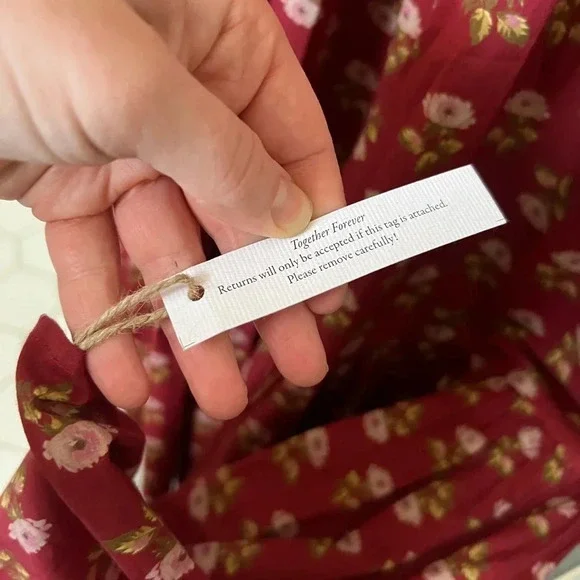 Together Forever
Returns will only be accepted if this tag is attached.
Please remove carefully!